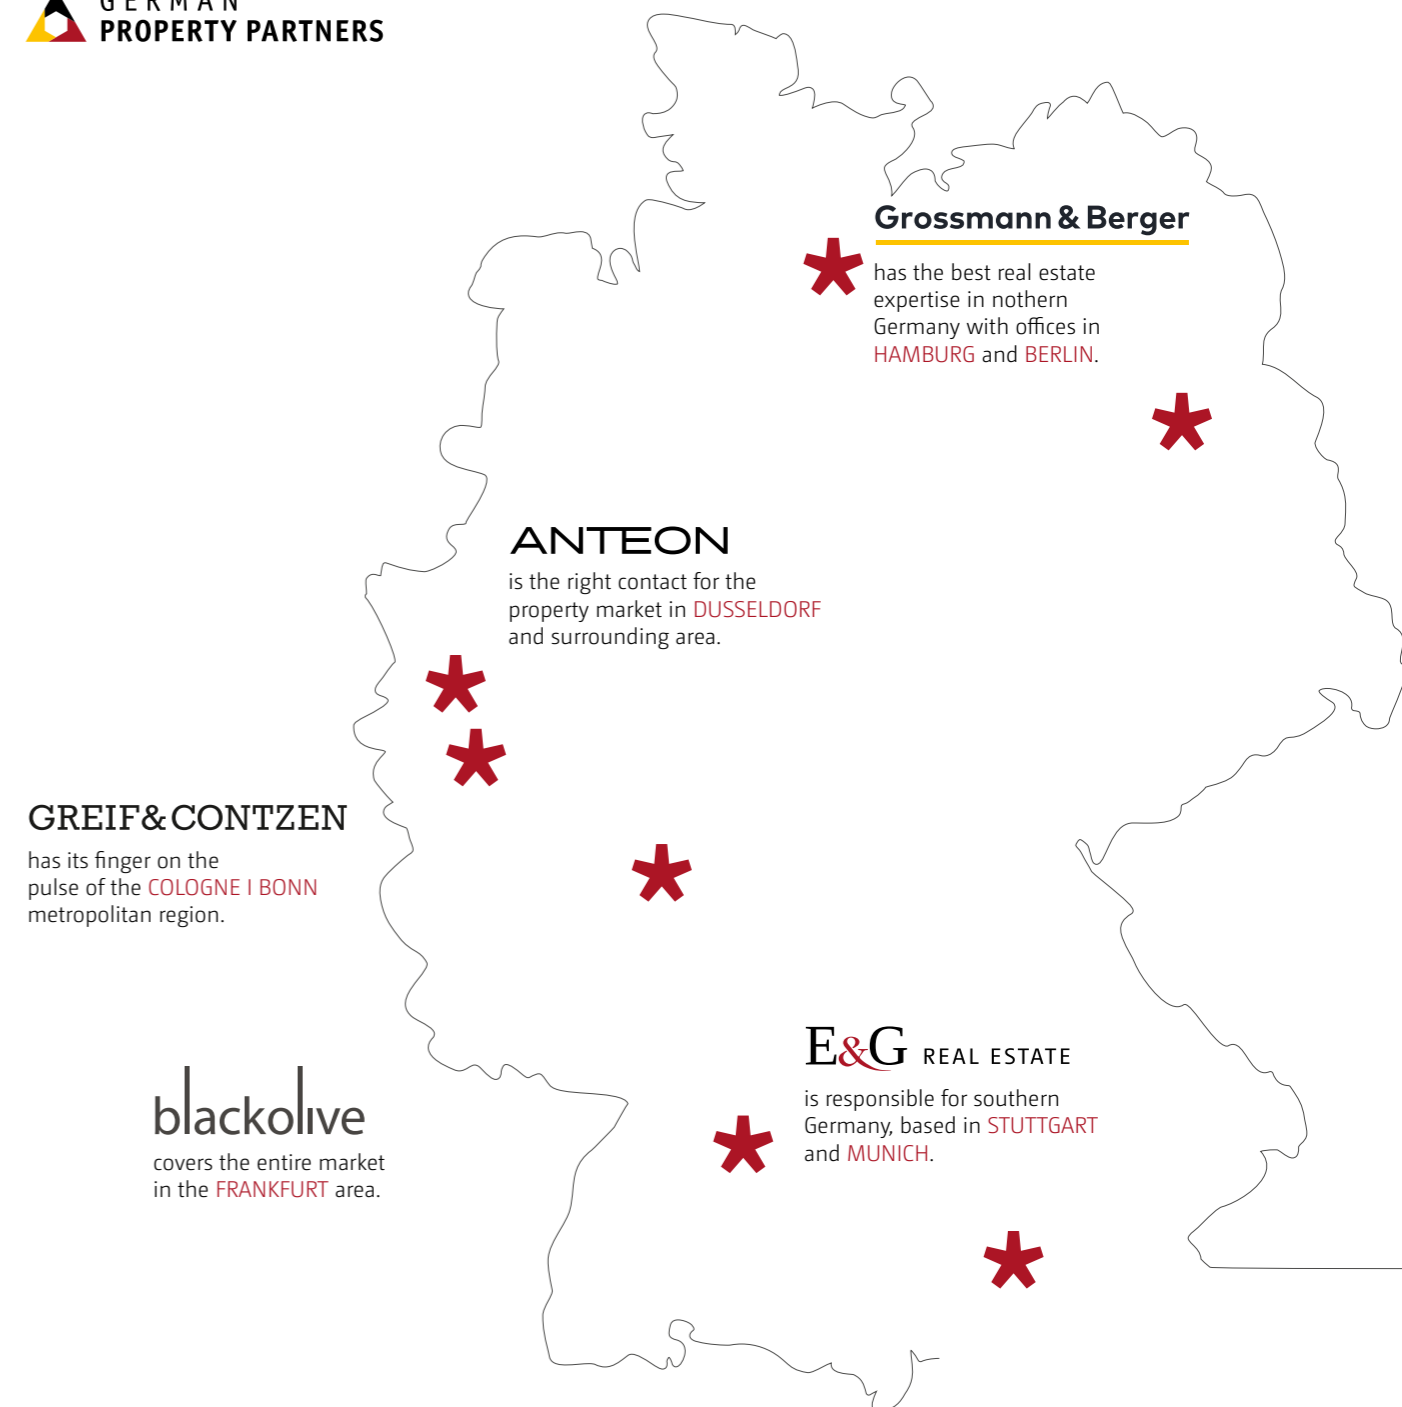 GERMAN
PROPERTY PARTNERS
Grossmann & Berger
has the best real estate
expertise in nothern
Germany with offices in
HAMBURG and BERLIN.
ANTEON
is the right contact for the
property market in DUSSELDORF
and surrounding area.
GREIF&CONTZEN
has its finger on the
pulse of the COLOGNE I BONN
metropolitan region.
E&G REAL ESTATE
is responsible for southern
Germany, based in STUTTGART
and MUNICH.
blackolive
covers the entire market
in the FRANKFURT area.